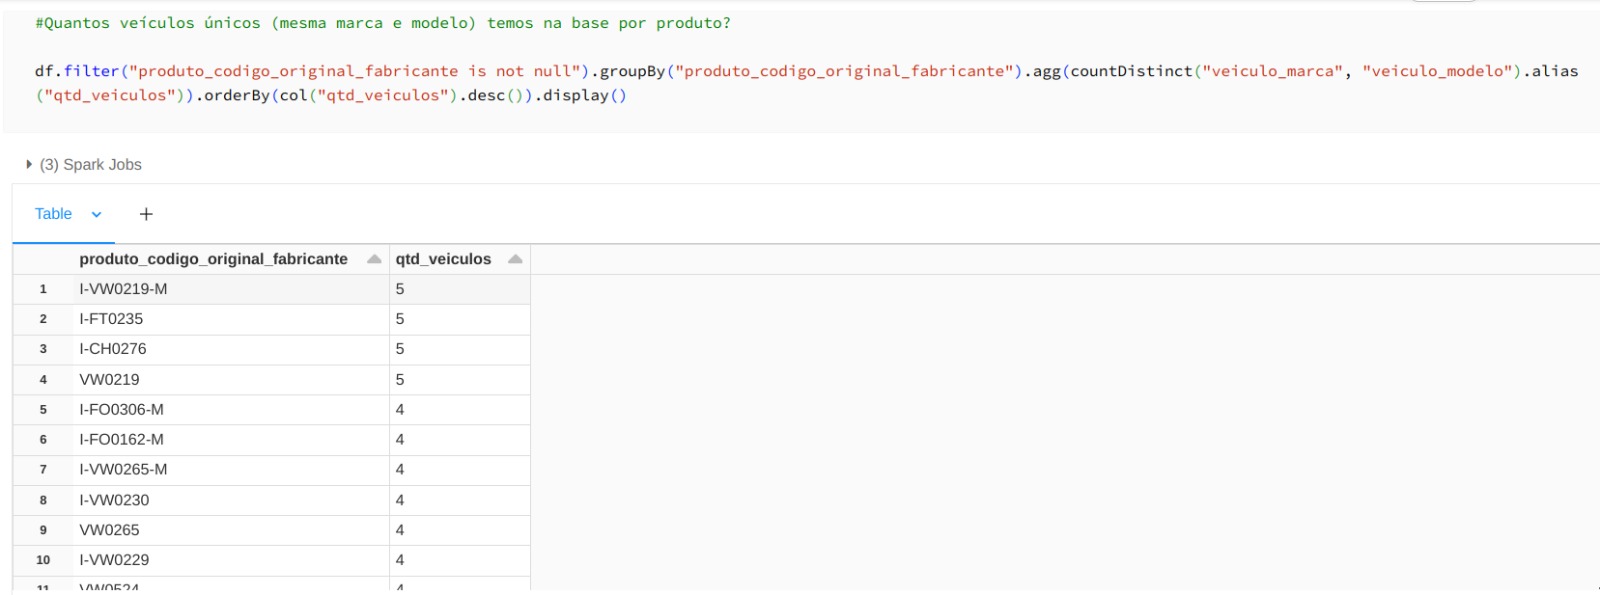 #Quantos veículos únicos (mesma marca e modelo) temos na base por produto?
df.filter("produto_codigo_original_fabricante is not null").groupBy("produto_codigo_original_fabricante").agg(countDistinct("veiculo_marca", "veiculo_modelo").alias
("qtd_veiculos")).orderBy(col("qtd_veiculos").desc()).display()
(3) Spark Jobs
Table +
produto_codigo_original_fabricante qtd_veiculos
1 I-VW0219-M 5
2 I-FT0235 5
3 I-CH0276 5
4 VW0219 5
5 I-FO0306-M 4
6 I-FO0162-M 4
7 I-VW0265-M 4
8 I-VW0230 4
9 VW0265 4
10 I-VW0229 4
11 VW0524 4